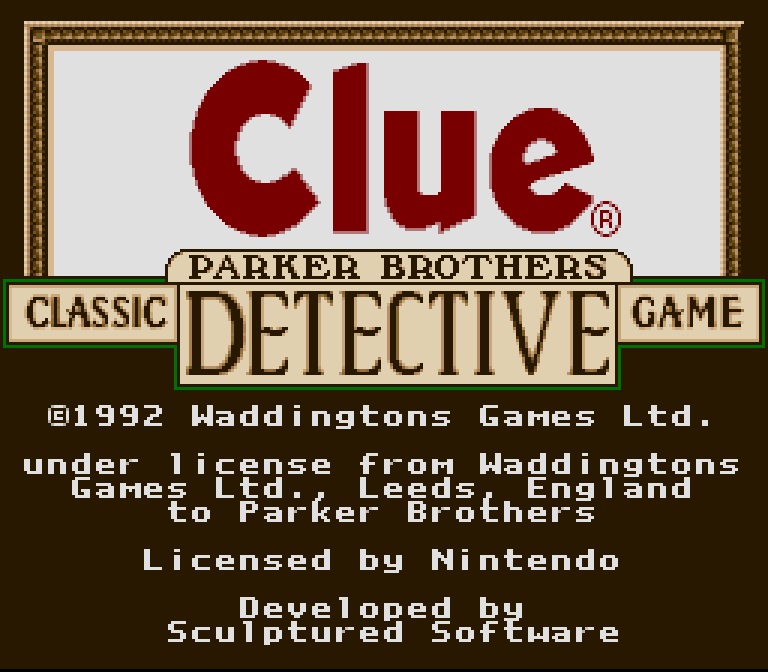 Clue®
PARKER BROTHERS
CLASSIC DETECTIVE GAME
©1992 Waddingtons Games Ltd.
under license from Waddingtons
Games Ltd., Leeds, England
to Parker Brothers
Licensed by Nintendo
Developed by
Sculptured Software